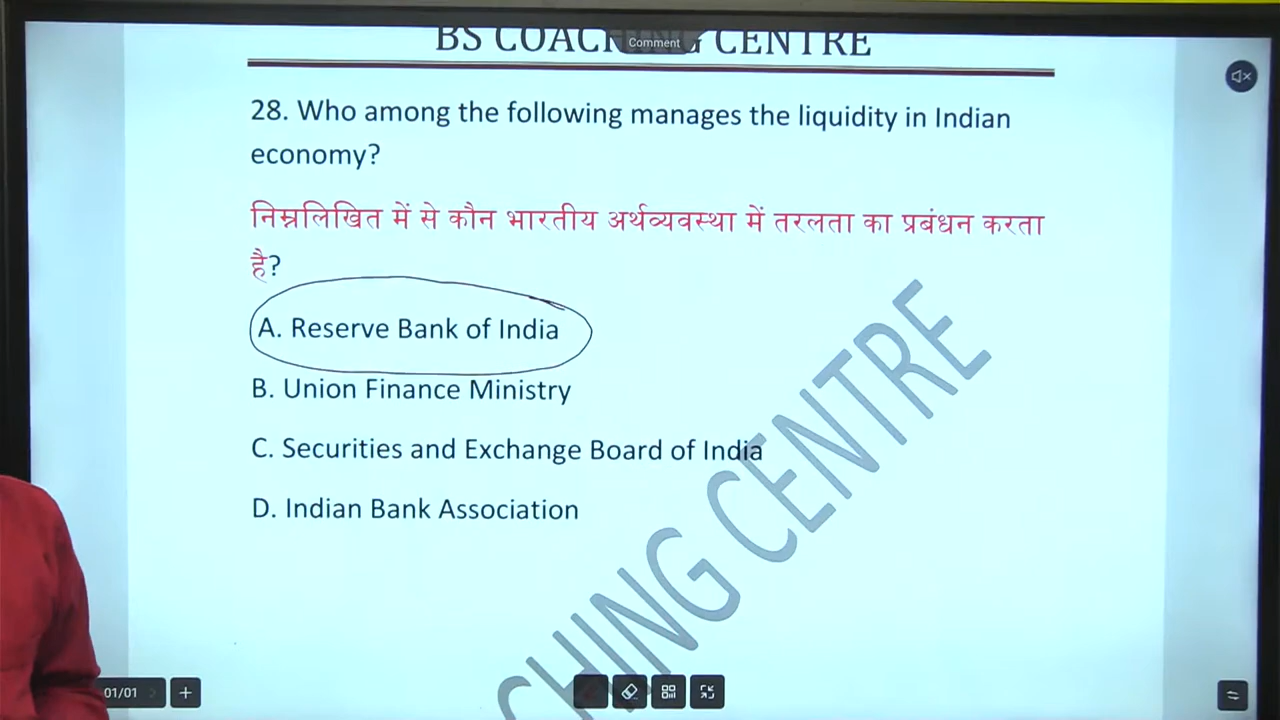 BS COACHING CENTRE
Comment
28. Who among the following manages the liquidity in Indian
economy?
निम्नलिखित में से कौन भारतीय अर्थव्यवस्था में तरलता का प्रबंधन करता
है?
A. Reserve Bank of India
B. Union Finance Ministry
C. Securities and Exchange Board of India
D. Indian Bank Association
CHING CENTRE
01/01